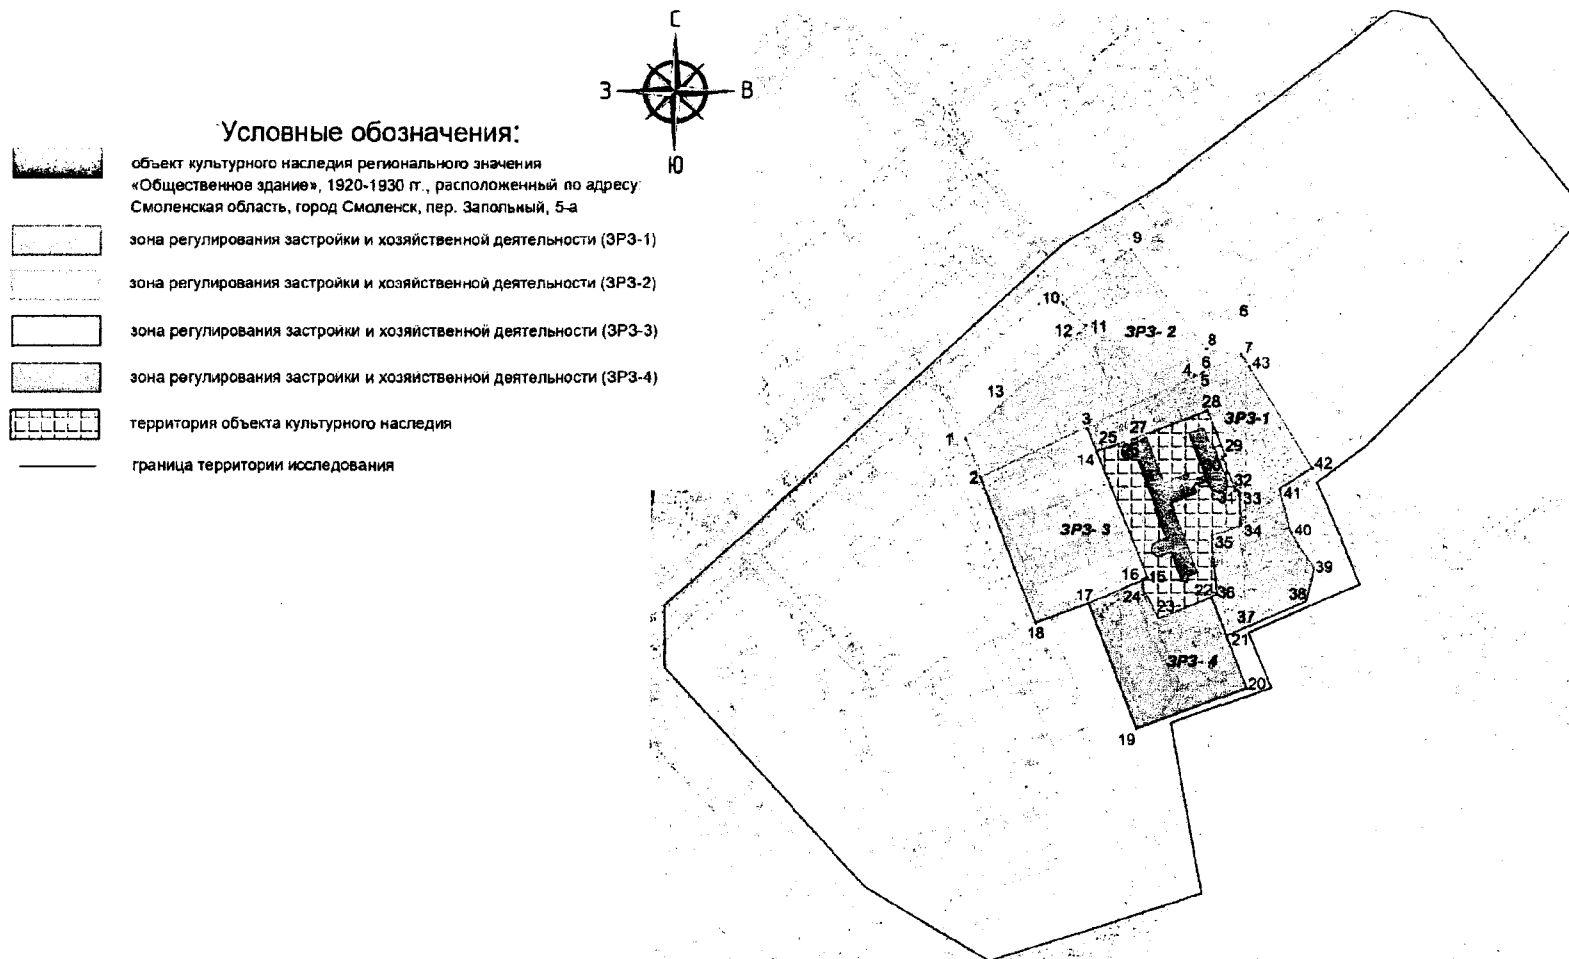 С
З
В
Ю
Условные обозначения:
объект культурного наследия регионального значения
«Общественное здание», 1920-1930 гг., расположенный по адресу:
Смоленская область, город Смоленск, пер. Запольный, 5-а
зона регулирования застройки и хозяйственной деятельности (ЗРЗ-1)
зона регулирования застройки и хозяйственной деятельности (ЗРЗ-2)
зона регулирования застройки и хозяйственной деятельности (ЗРЗ-3)
зона регулирования застройки и хозяйственной деятельности (ЗРЗ-4)
территория объекта культурного наследия
граница территории исследования
9
10
6
12
11
ЗРЗ- 2
8
7
6
43
4
5
13
28
3
ЗРЗ-1
1
25
27
29
14
42
2
32
41
31
33
ЗРЗ- 3
34
40
35
39
16
15
17
24
22
36
38
23
18
37
21
ЗРЗ- 4
20
19